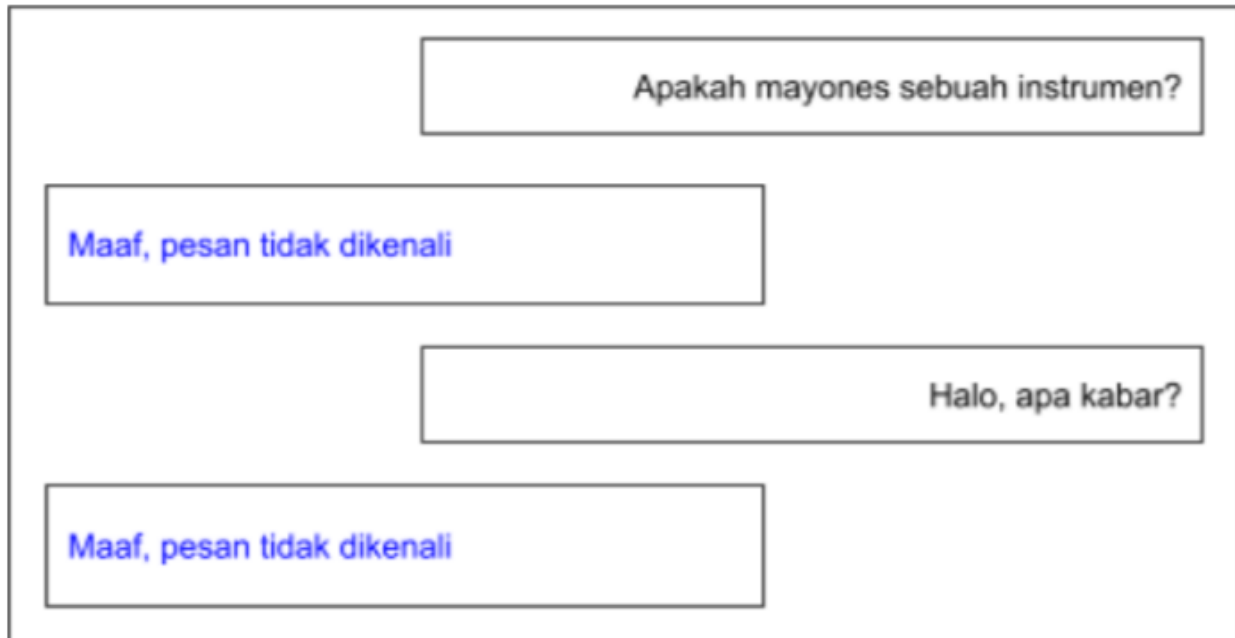 Apakah mayones sebuah instrumen?
Maaf, pesan tidak dikenali
Halo, apa kabar?
Maaf, pesan tidak dikenali